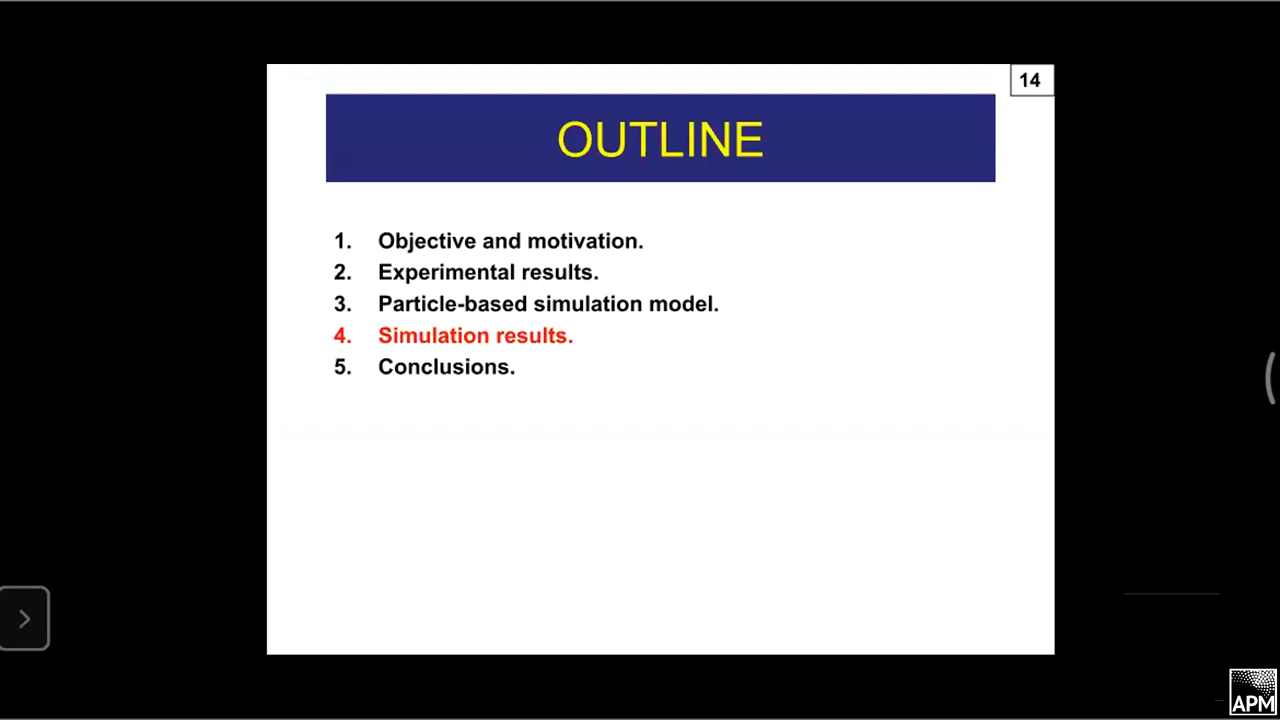 14
OUTLINE
1. Objective and motivation.
2. Experimental results.
3. Particle-based simulation model.
4. Simulation results.
5. Conclusions.
APM